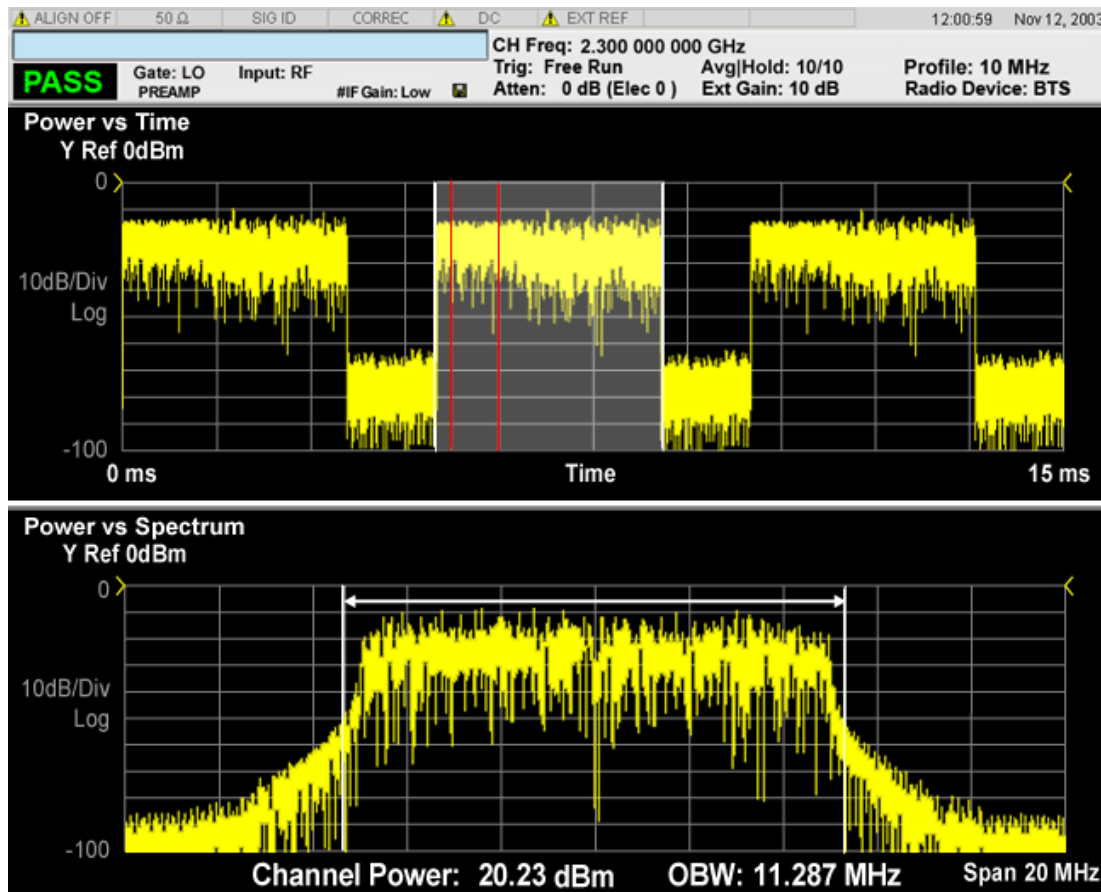 ALIGN OFF 50 Ω SIG ID CORREC DC EXT REF 12:00:59 Nov 12, 2003
CH Freq: 2.300 000 000 GHz
PASS Gate: LO Input: RF Trig: Free Run Avg|Hold: 10/10 Profile: 10 MHz
PREAMP #IF Gain: Low Atten: 0 dB (Elec 0 ) Ext Gain: 10 dB Radio Device: BTS
Power vs Time
Y Ref 0dBm
0
10dB/Div
Log
-100
0 ms Time 15 ms
Power vs Spectrum
Y Ref 0dBm
0
10dB/Div
Log
-100
Channel Power: 20.23 dBm OBW: 11.287 MHz Span 20 MHz